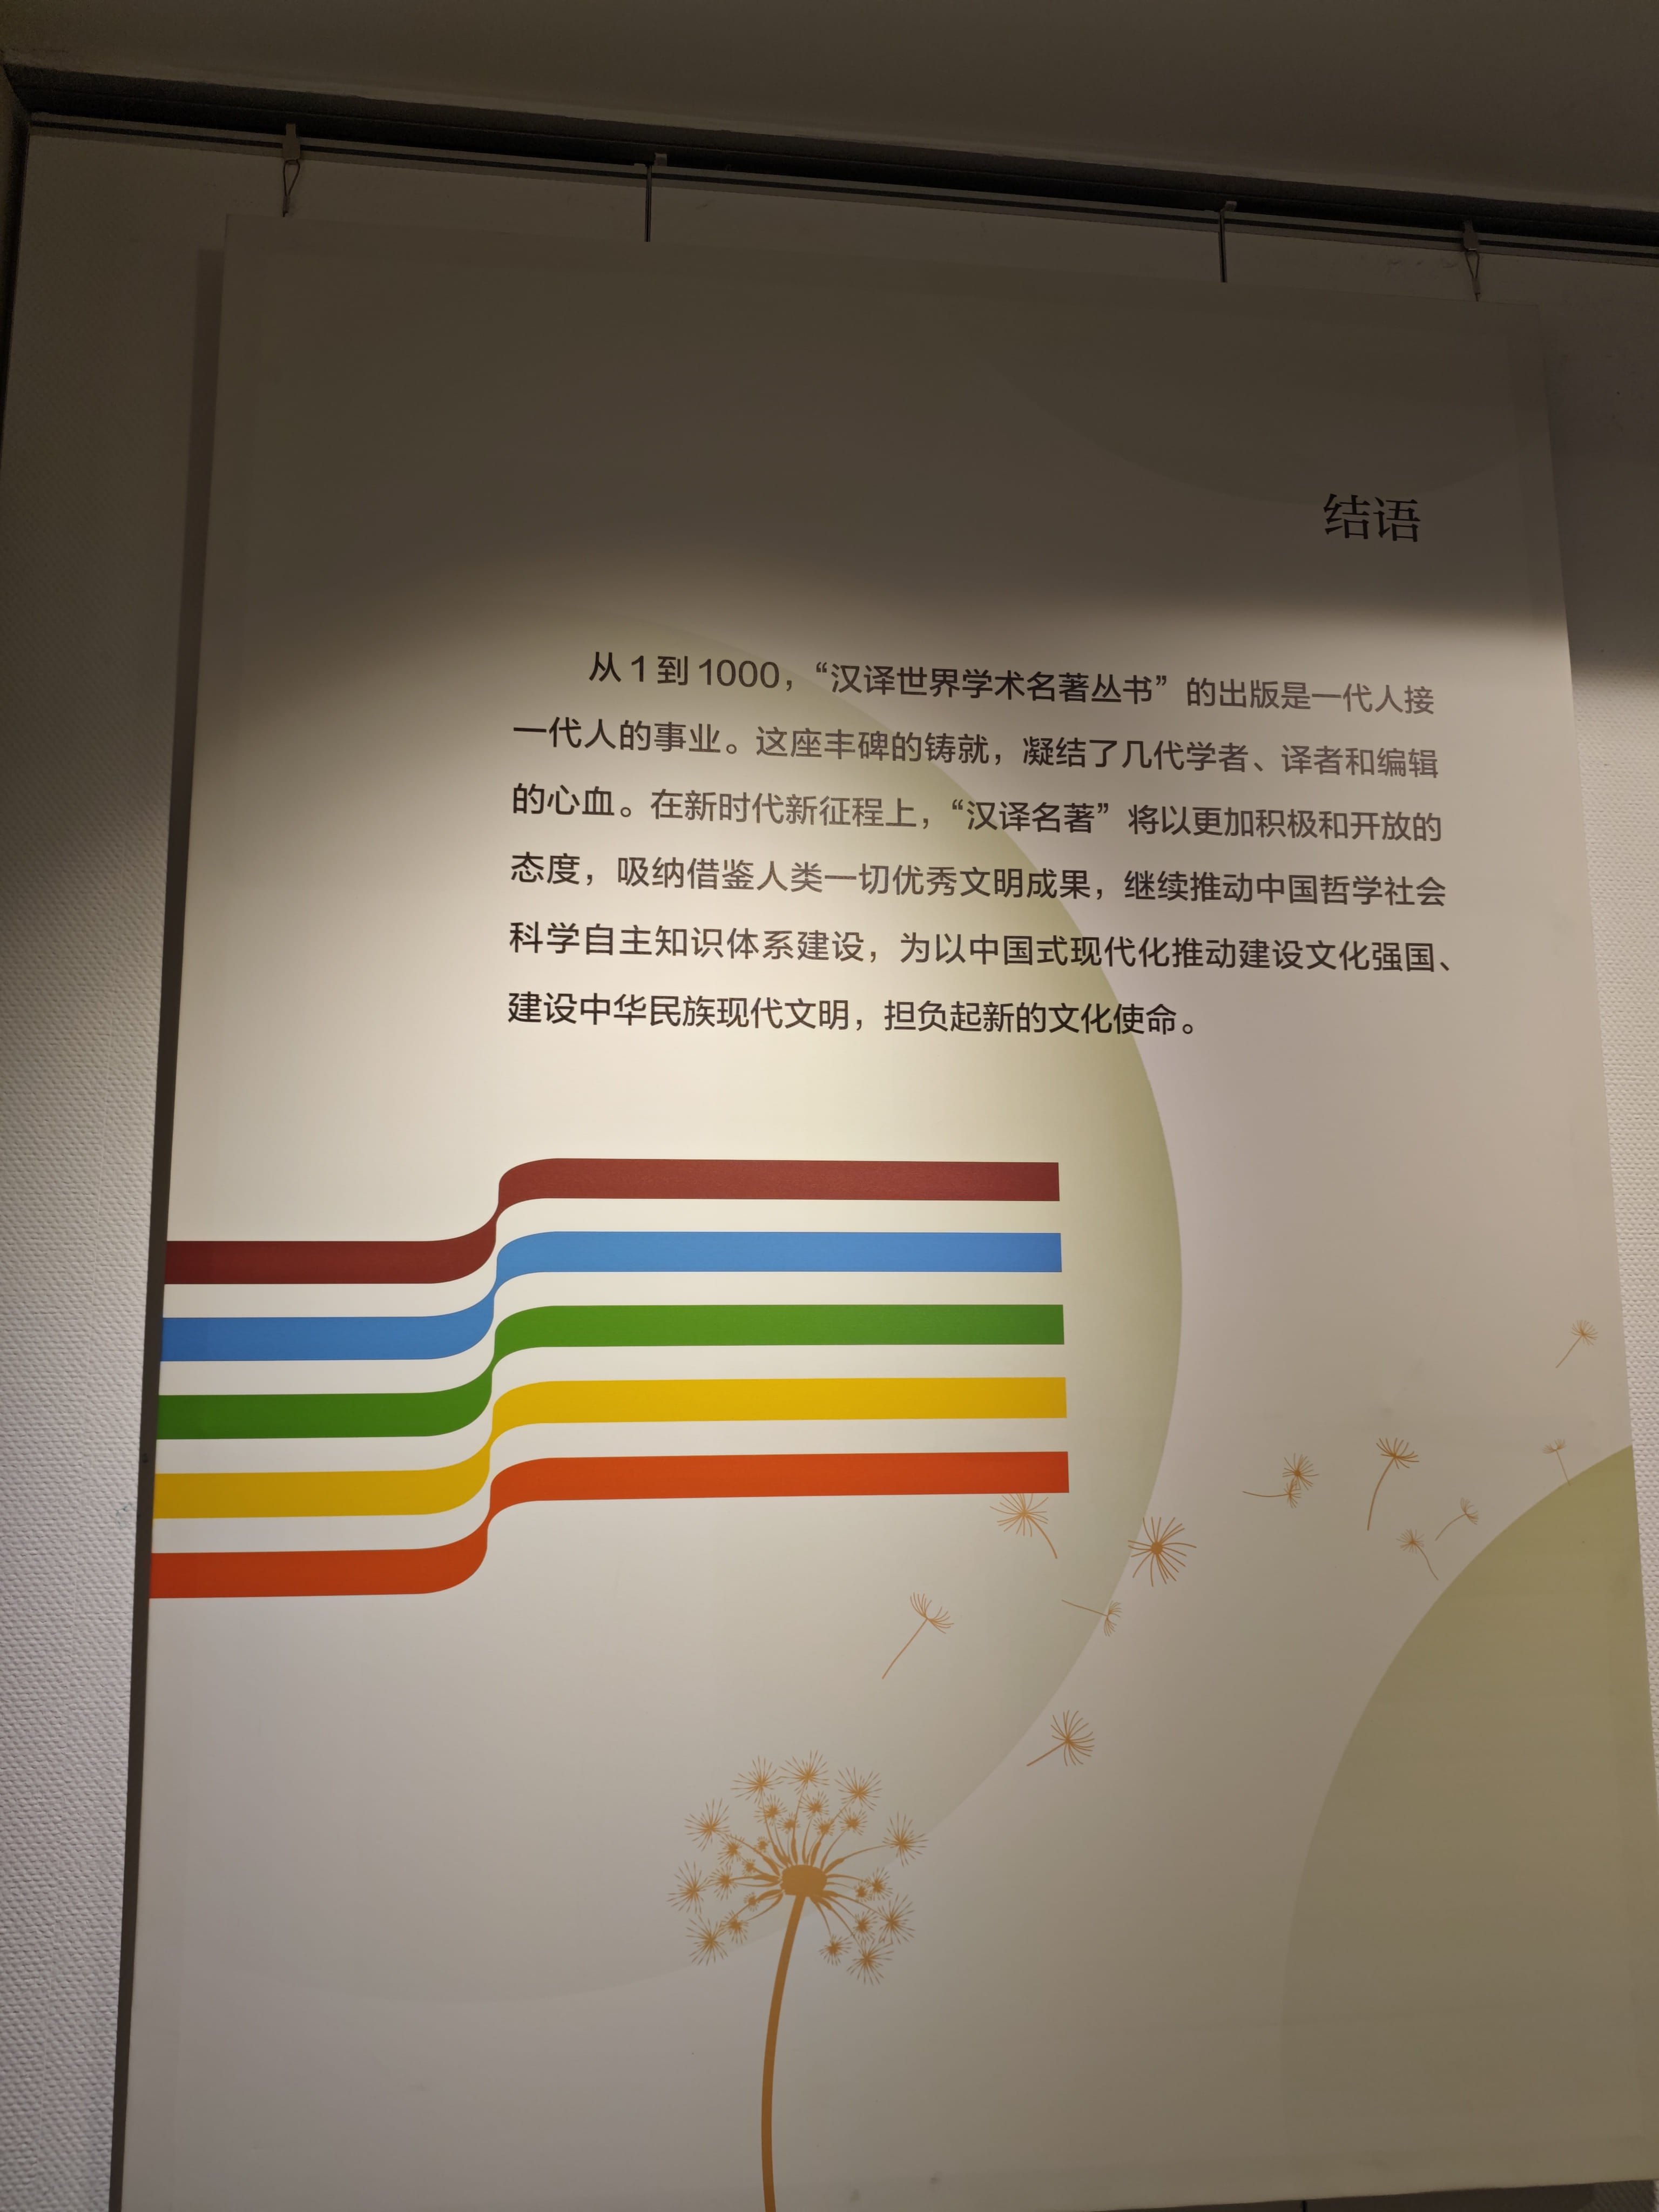 结语
从1到1000，“汉译世界学术名著丛书”的出版是一代人接
一代人的事业。这座丰碑的铸就，凝结了几代学者、译者和编辑
的心血。在新时代新征程上，“汉译名著”将以更加积极和开放的
态度，吸纳借鉴人类一切优秀文明成果，继续推动中国哲学社会
科学自主知识体系建设，为以中国式现代化推动建设文化强国、
建设中华民族现代文明，担负起新的文化使命。